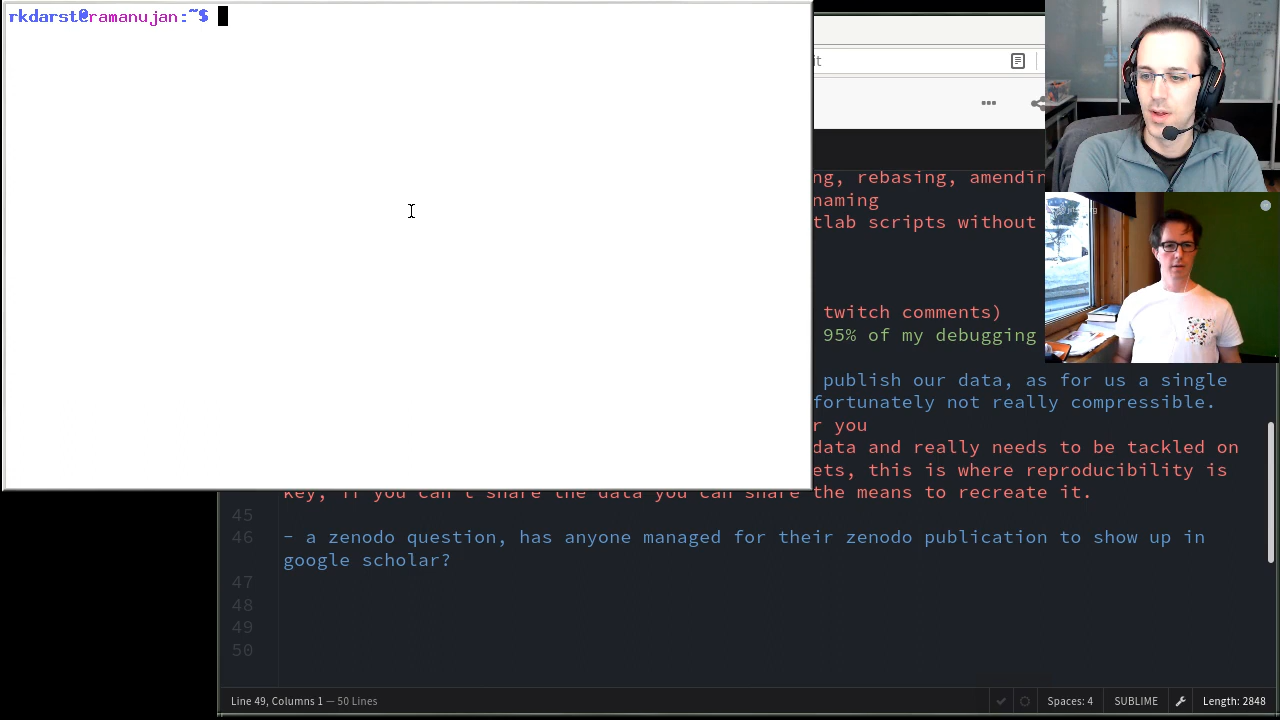 rkdarst@ramanujan:~$
it
ng, rebasing, amendin
naming
tlab scripts without
twitch comments)
95% of my debugging
publish our data, as for us a single
fortunately not really compressible.
r you
data and really needs to be tackled on
ets, this is where reproducibility is
key, if you can't share the data you can share the means to recreate it.
45
46 - a zenodo question, has anyone managed for their zenodo publication to show up in
google scholar?
47
48
49
50
Line 49, Columns 1 — 50 Lines
Spaces: 4 SUBLIME Length: 2848